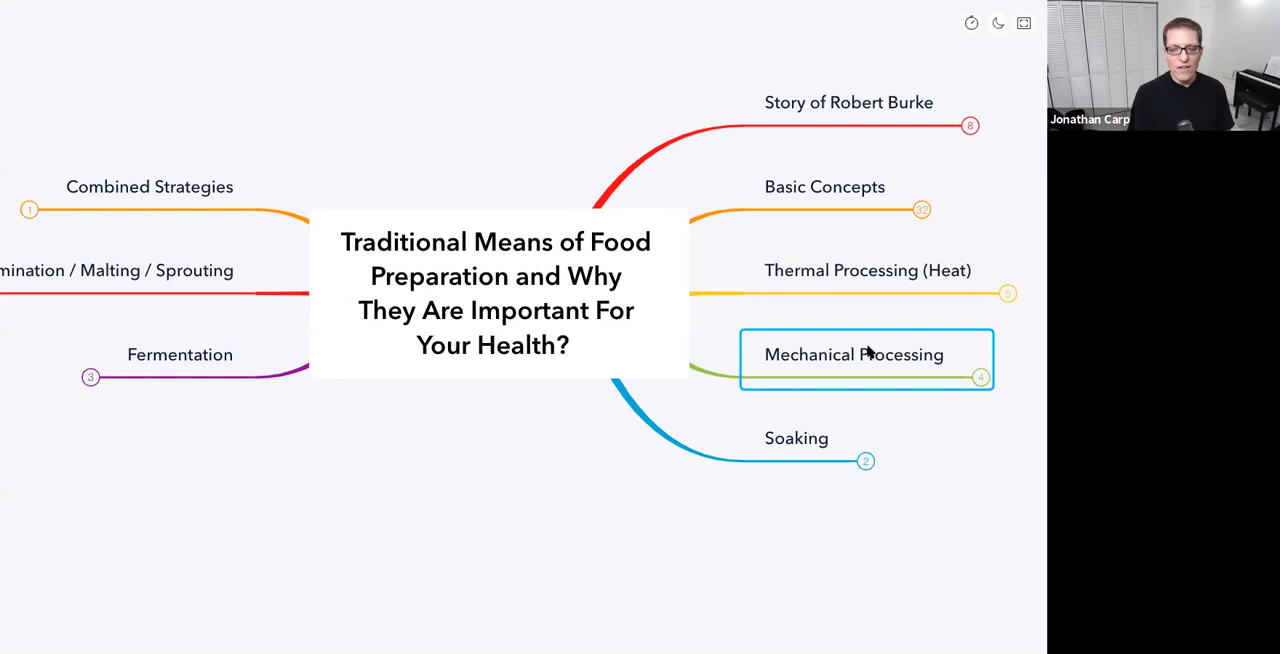 Story of Robert Burke
8
Jonathan Carp
Combined Strategies
1
Basic Concepts
32
Traditional Means of Food
Preparation and Why
They Are Important For
Your Health?
mination / Malting / Sprouting
Thermal Processing (Heat)
5
Fermentation
3
Mechanical Processing
4
Soaking
2